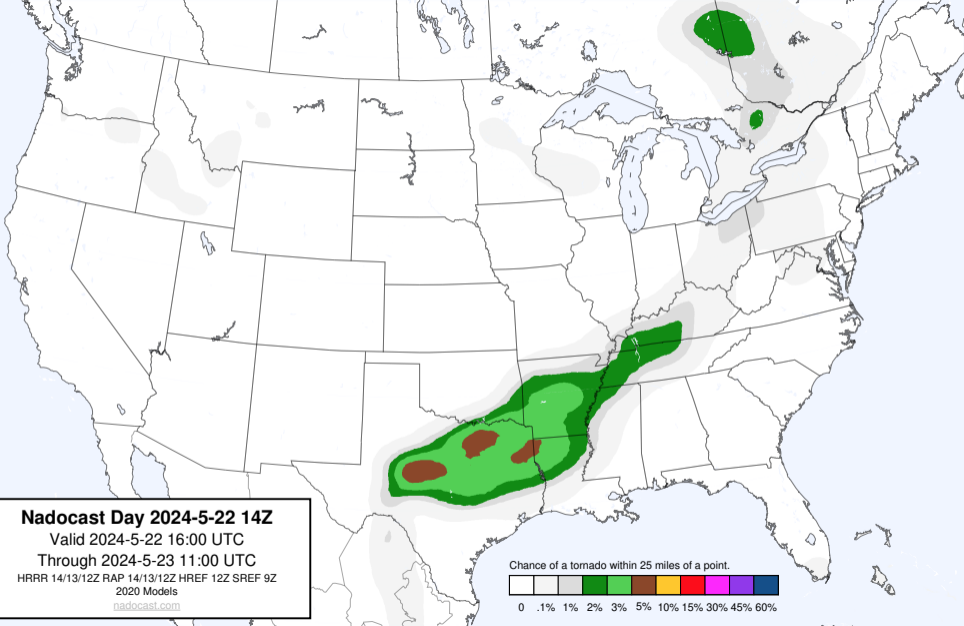 Nadocast Day 2024-5-22 14Z
Valid 2024-5-22 16:00 UTC
Through 2024-5-23 11:00 UTC
HRRR 14/13/12Z RAP 14/13/12Z HREF 12Z SREF 9Z
2020 Models
nadocast.com
Chance of a tornado within 25 miles of a point.
0 .1% 1% 2% 3% 5% 10% 15% 30% 45% 60%